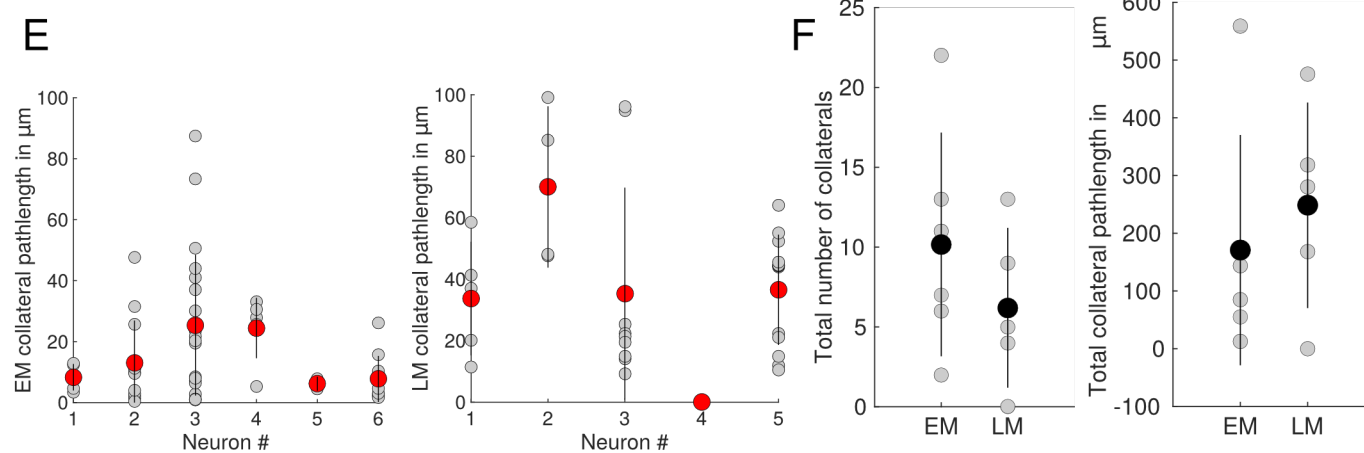 E
EM collateral pathlength in µm
100
80
60
40
20
0
1 2 3 4 5 6
Neuron #
LM collateral pathlength in µm
100
80
60
40
20
0
1 2 3 4 5
Neuron #
F
Total number of collaterals
25
20
15
10
5
0
EM LM
Total collateral pathlength in µm
600
500
400
300
200
100
0
-100
EM LM